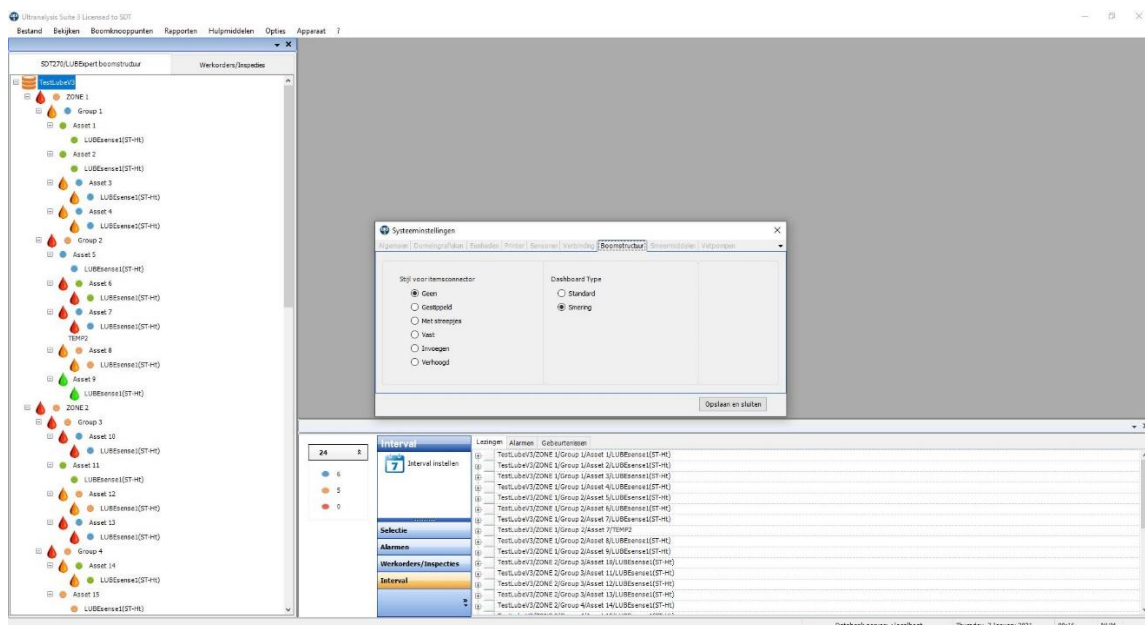 Ultranalysis Suite 3 Licensed to SDT
Bestand Bekijken Boomknooppunten Rapporten Hulpmiddelen Opties Apparaat ?
SDT270/LUBExpert boomstructuur Werkorders/Inspecties
TestLubeV3
ZONE 1
Group 1
Asset 1
LUBEsense1(ST-Ht)
Asset 2
LUBEsense1(ST-Ht)
Asset 3
LUBEsense1(ST-Ht)
Asset 4
LUBEsense1(ST-Ht)
Group 2
Asset 5
LUBEsense1(ST-Ht)
Asset 6
LUBEsense1(ST-Ht)
Asset 7
LUBEsense1(ST-Ht)
TEMP2
Asset 8
LUBEsense1(ST-Ht)
Asset 9
LUBEsense1(ST-Ht)
ZONE 2
Group 3
Asset 10
LUBEsense1(ST-Ht)
Asset 11
LUBEsense1(ST-Ht)
Asset 12
LUBEsense1(ST-Ht)
Asset 13
LUBEsense1(ST-Ht)
Group 4
Asset 14
LUBEsense1(ST-Ht)
Asset 15
LUBEsense1(ST-Ht)
Systeeminstellingen
Algemeen Domeingrafieken Eenheden Printer Sensoren Verbinding Boomstructuur Smeermiddelen Vetpompen
Stijl voor itemsconnector
Geen
Gestippeld
Met streepjes
Vast
Invoegen
Verhoogd
Dashboard Type
Standard
Smering
Opslaan en sluiten
24
6
5
0
Interval
7 Interval instellen
Selectie
Alarmen
Werkorders/Inspecties
Interval
Lezingen Alarmen Gebeurtenissen
TestLubeV3/ZONE 1/Group 1/Asset 1/LUBEsense1(ST-Ht)
TestLubeV3/ZONE 1/Group 1/Asset 2/LUBEsense1(ST-Ht)
TestLubeV3/ZONE 1/Group 1/Asset 3/LUBEsense1(ST-Ht)
TestLubeV3/ZONE 1/Group 1/Asset 4/LUBEsense1(ST-Ht)
TestLubeV3/ZONE 1/Group 2/Asset 5/LUBEsense1(ST-Ht)
TestLubeV3/ZONE 1/Group 2/Asset 6/LUBEsense1(ST-Ht)
TestLubeV3/ZONE 1/Group 2/Asset 7/LUBEsense1(ST-Ht)
TestLubeV3/ZONE 1/Group 2/Asset 7/TEMP2
TestLubeV3/ZONE 1/Group 2/Asset 8/LUBEsense1(ST-Ht)
TestLubeV3/ZONE 1/Group 2/Asset 9/LUBEsense1(ST-Ht)
TestLubeV3/ZONE 2/Group 3/Asset 10/LUBEsense1(ST-Ht)
TestLubeV3/ZONE 2/Group 3/Asset 11/LUBEsense1(ST-Ht)
TestLubeV3/ZONE 2/Group 3/Asset 12/LUBEsense1(ST-Ht)
TestLubeV3/ZONE 2/Group 3/Asset 13/LUBEsense1(ST-Ht)
TestLubeV3/ZONE 2/Group 4/Asset 14/LUBEsense1(ST-Ht)